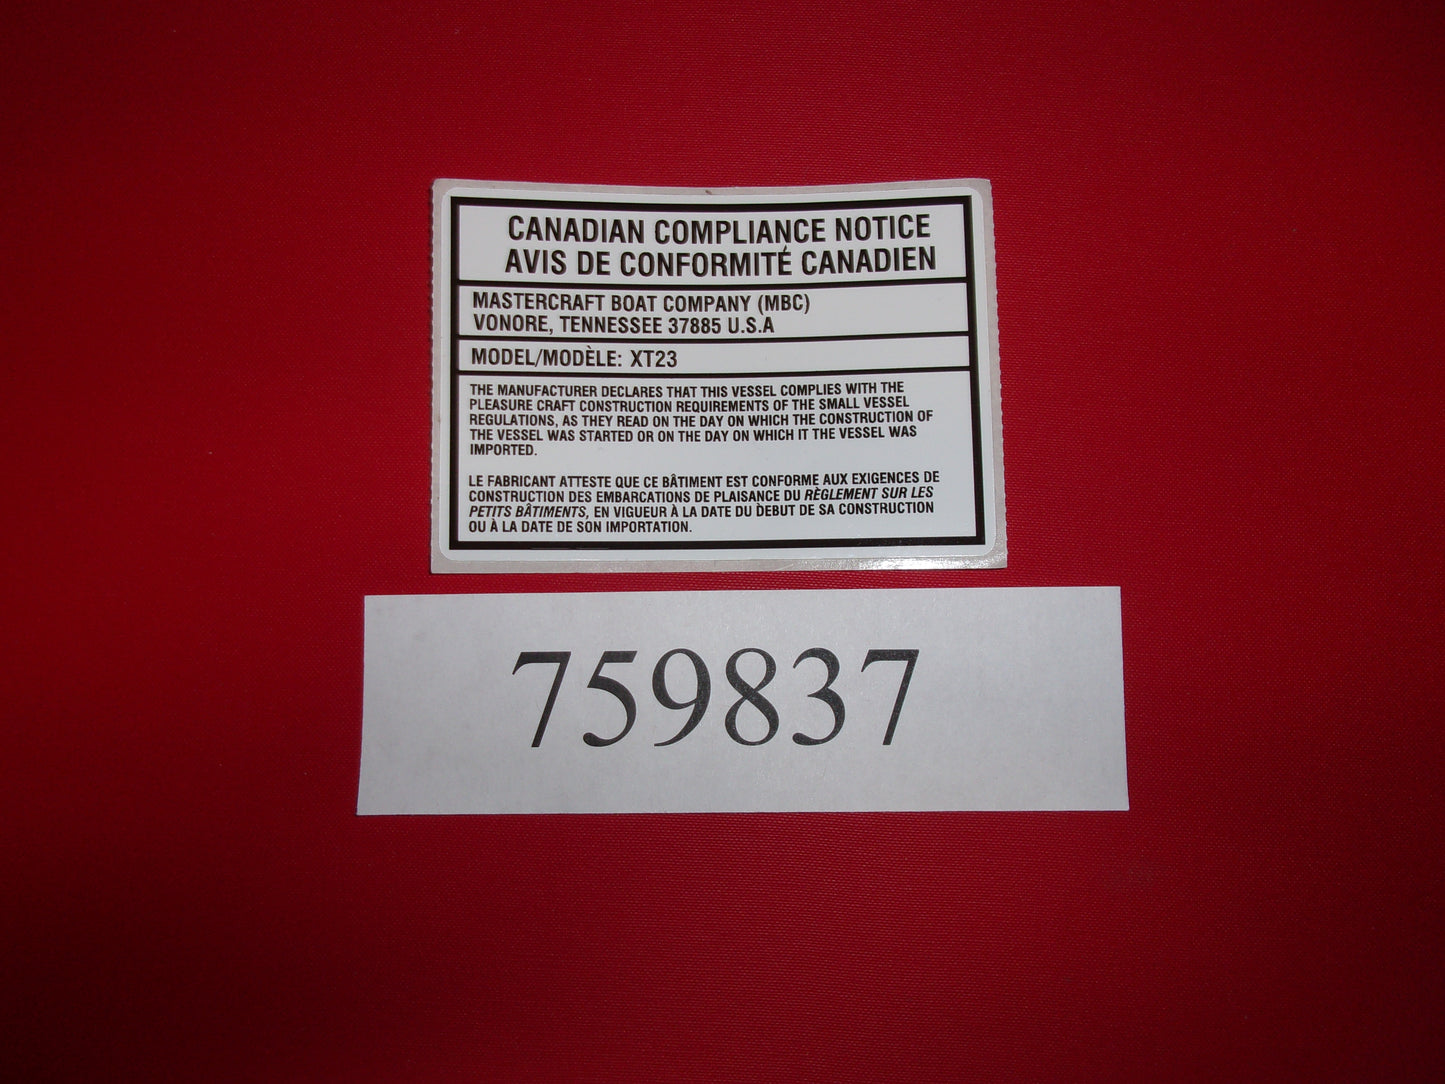 CANADIAN COMPLIANCE NOTICE
AVIS DE CONFORMITÉ CANADIEN
MASTERCRAFT BOAT COMPANY (MBC)
VONORE, TENNESSEE 37885 U.S.A
MODEL/MODÈLE: XT23
THE MANUFACTURER DECLARES THAT THIS VESSEL COMPLIES WITH THE
PLEASURE CRAFT CONSTRUCTION REQUIREMENTS OF THE SMALL VESSEL
REGULATIONS, AS THEY READ ON THE DAY ON WHICH THE CONSTRUCTION OF
THE VESSEL WAS STARTED OR ON THE DAY ON WHICH IT THE VESSEL WAS
IMPORTED.
LE FABRICANT ATTESTE QUE CE BÂTIMENT EST CONFORME AUX EXIGENCES DE
CONSTRUCTION DES EMBARCATIONS DE PLAISANCE DU RÈGLEMENT SUR LES
PETITS BÂTIMENTS, EN VIGUEUR À LA DATE DU DEBUT DE SA CONSTRUCTION
OU À LA DATE DE SON IMPORTATION.
759837